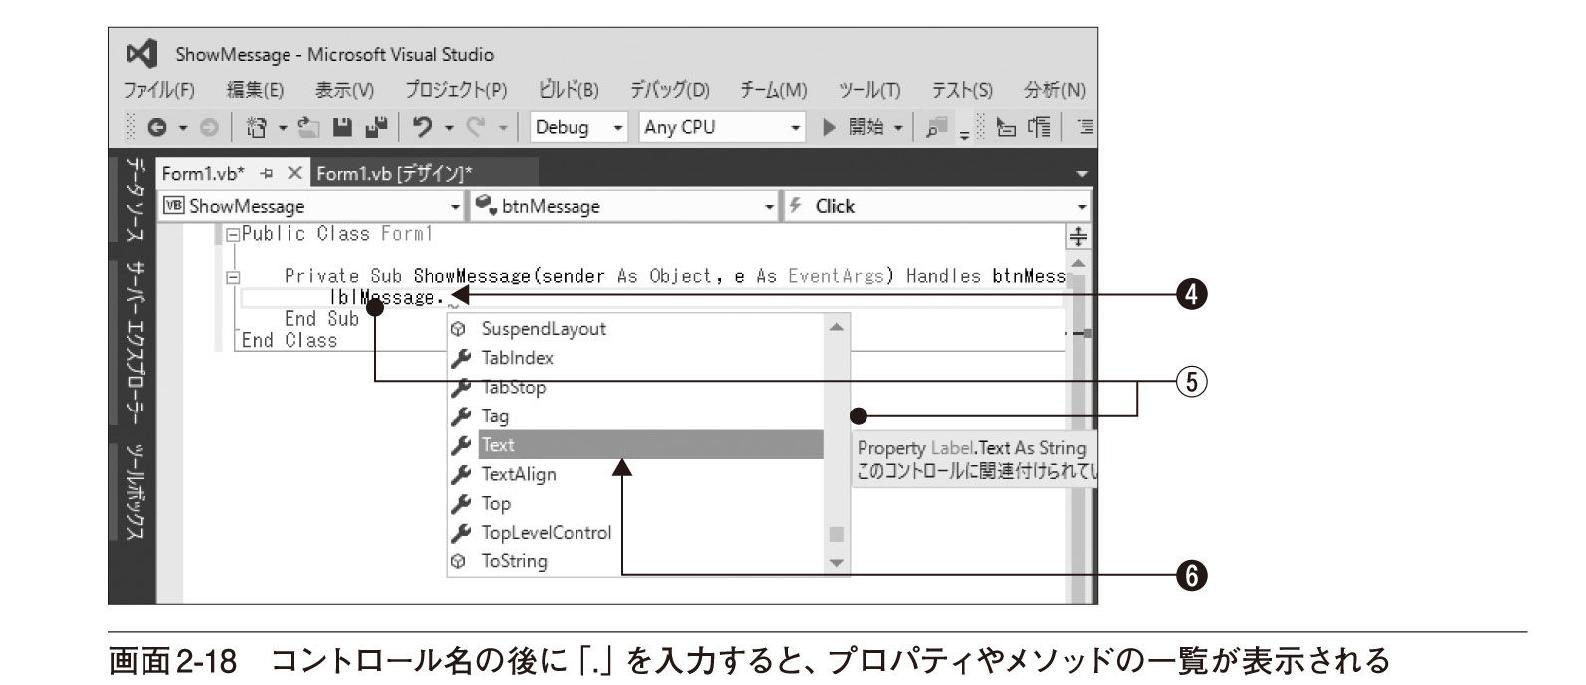 ShowMessage - Microsoft Visual Studio
ファイル(F) 編集(E) 表示(V) プロジェクト(P) ビルド(B) デバッグ(D) チーム(M) ツール(T) テスト(S) 分析(N)
Debug Any CPU 開始
データ ソース
サーバー エクスプローラー
ツールボックス
Form1.vb* Form1.vb [デザイン]*
VB ShowMessage btnMessage Click
Public Class Form1
Private Sub ShowMessage(sender As Object, e As EventArgs) Handles btnMess
lblMessage.
❹
End Sub
End Class
SuspendLayout
TabIndex
TabStop
⑤
Tag
Text
Property Label.Text As String
このコントロールに関連付けられてい
TextAlign
Top
TopLevelControl
ToString
❻
画面2-18 コントロール名の後に「.」を入力すると、プロパティやメソッドの一覧が表示される